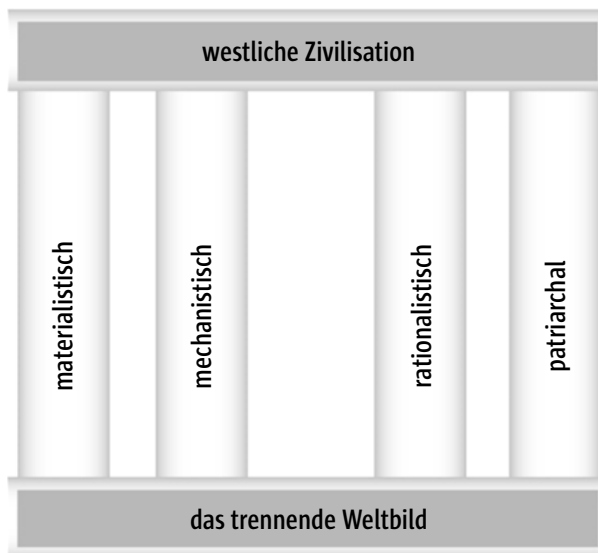 westliche Zivilisation
materialistisch
mechanistisch
rationalistisch
patriarchal
das trennende Weltbild